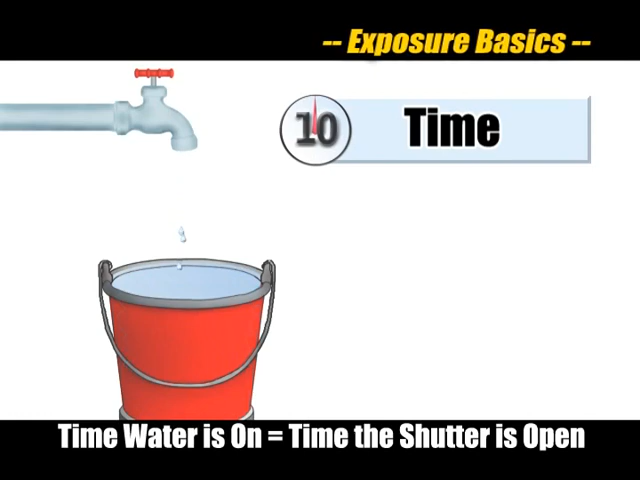 -- Exposure Basics --
10
Time
Time Water is On = Time the Shutter is Open